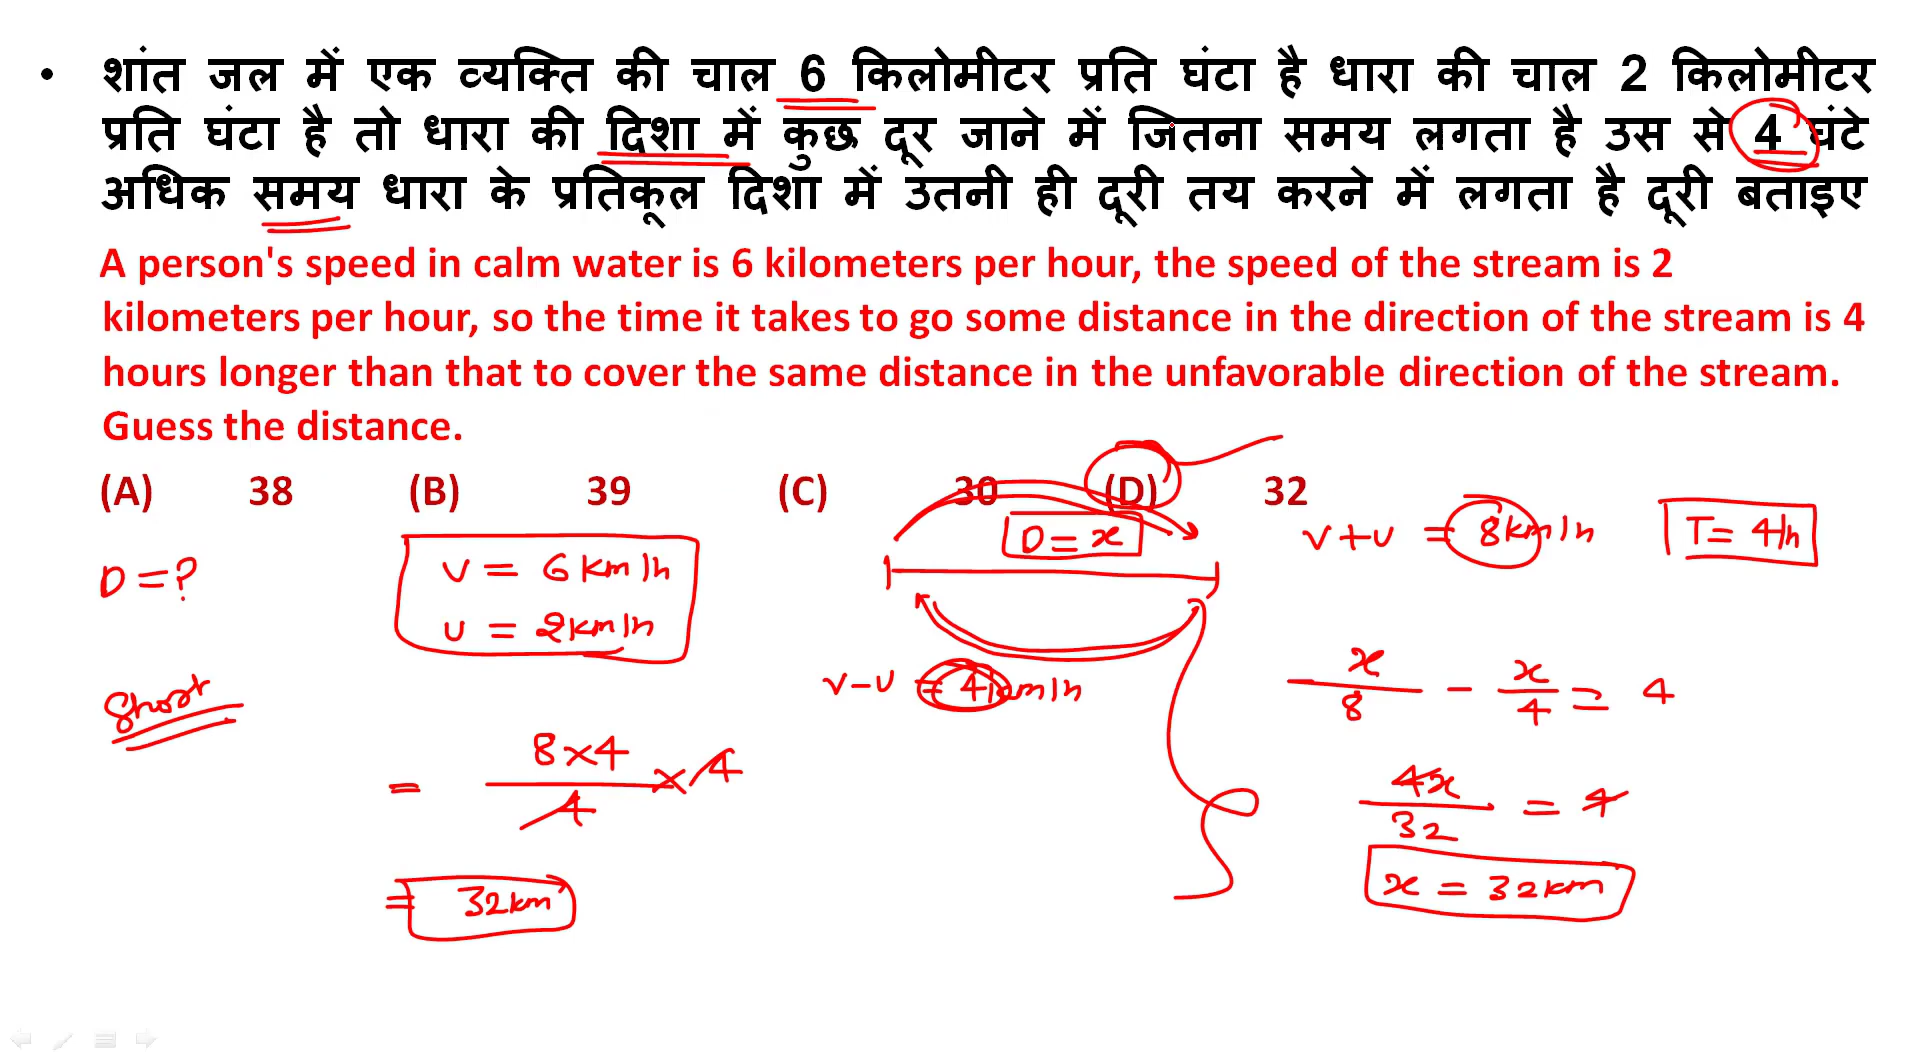 • शांत जल में एक व्यक्ति की चाल 6 किलोमीटर प्रति घंटा है धारा की चाल 2 किलोमीटर
प्रति घंटा है तो धारा की दिशा में कुछ दूर जाने में जितना समय लगता है उस से 4 घंटे
अधिक समय धारा के प्रतिकूल दिशा में उतनी ही दूरी तय करने में लगता है दूरी बताइए
A person's speed in calm water is 6 kilometers per hour, the speed of the stream is 2
kilometers per hour, so the time it takes to go some distance in the direction of the stream is 4
hours longer than that to cover the same distance in the unfavorable direction of the stream.
Guess the distance.
(A) 38 (B) 39 (C) 30 (D) 32
D = ?
v = 6 km/h
u = 2 km/h
D = x
v+u = 8 km/h
T = 4/h
v-u = 4 km/h
x/8 - x/4 = 4
4x/32 = 4
x = 32 km
Short
= 8×4/4 × 4
= 32 km